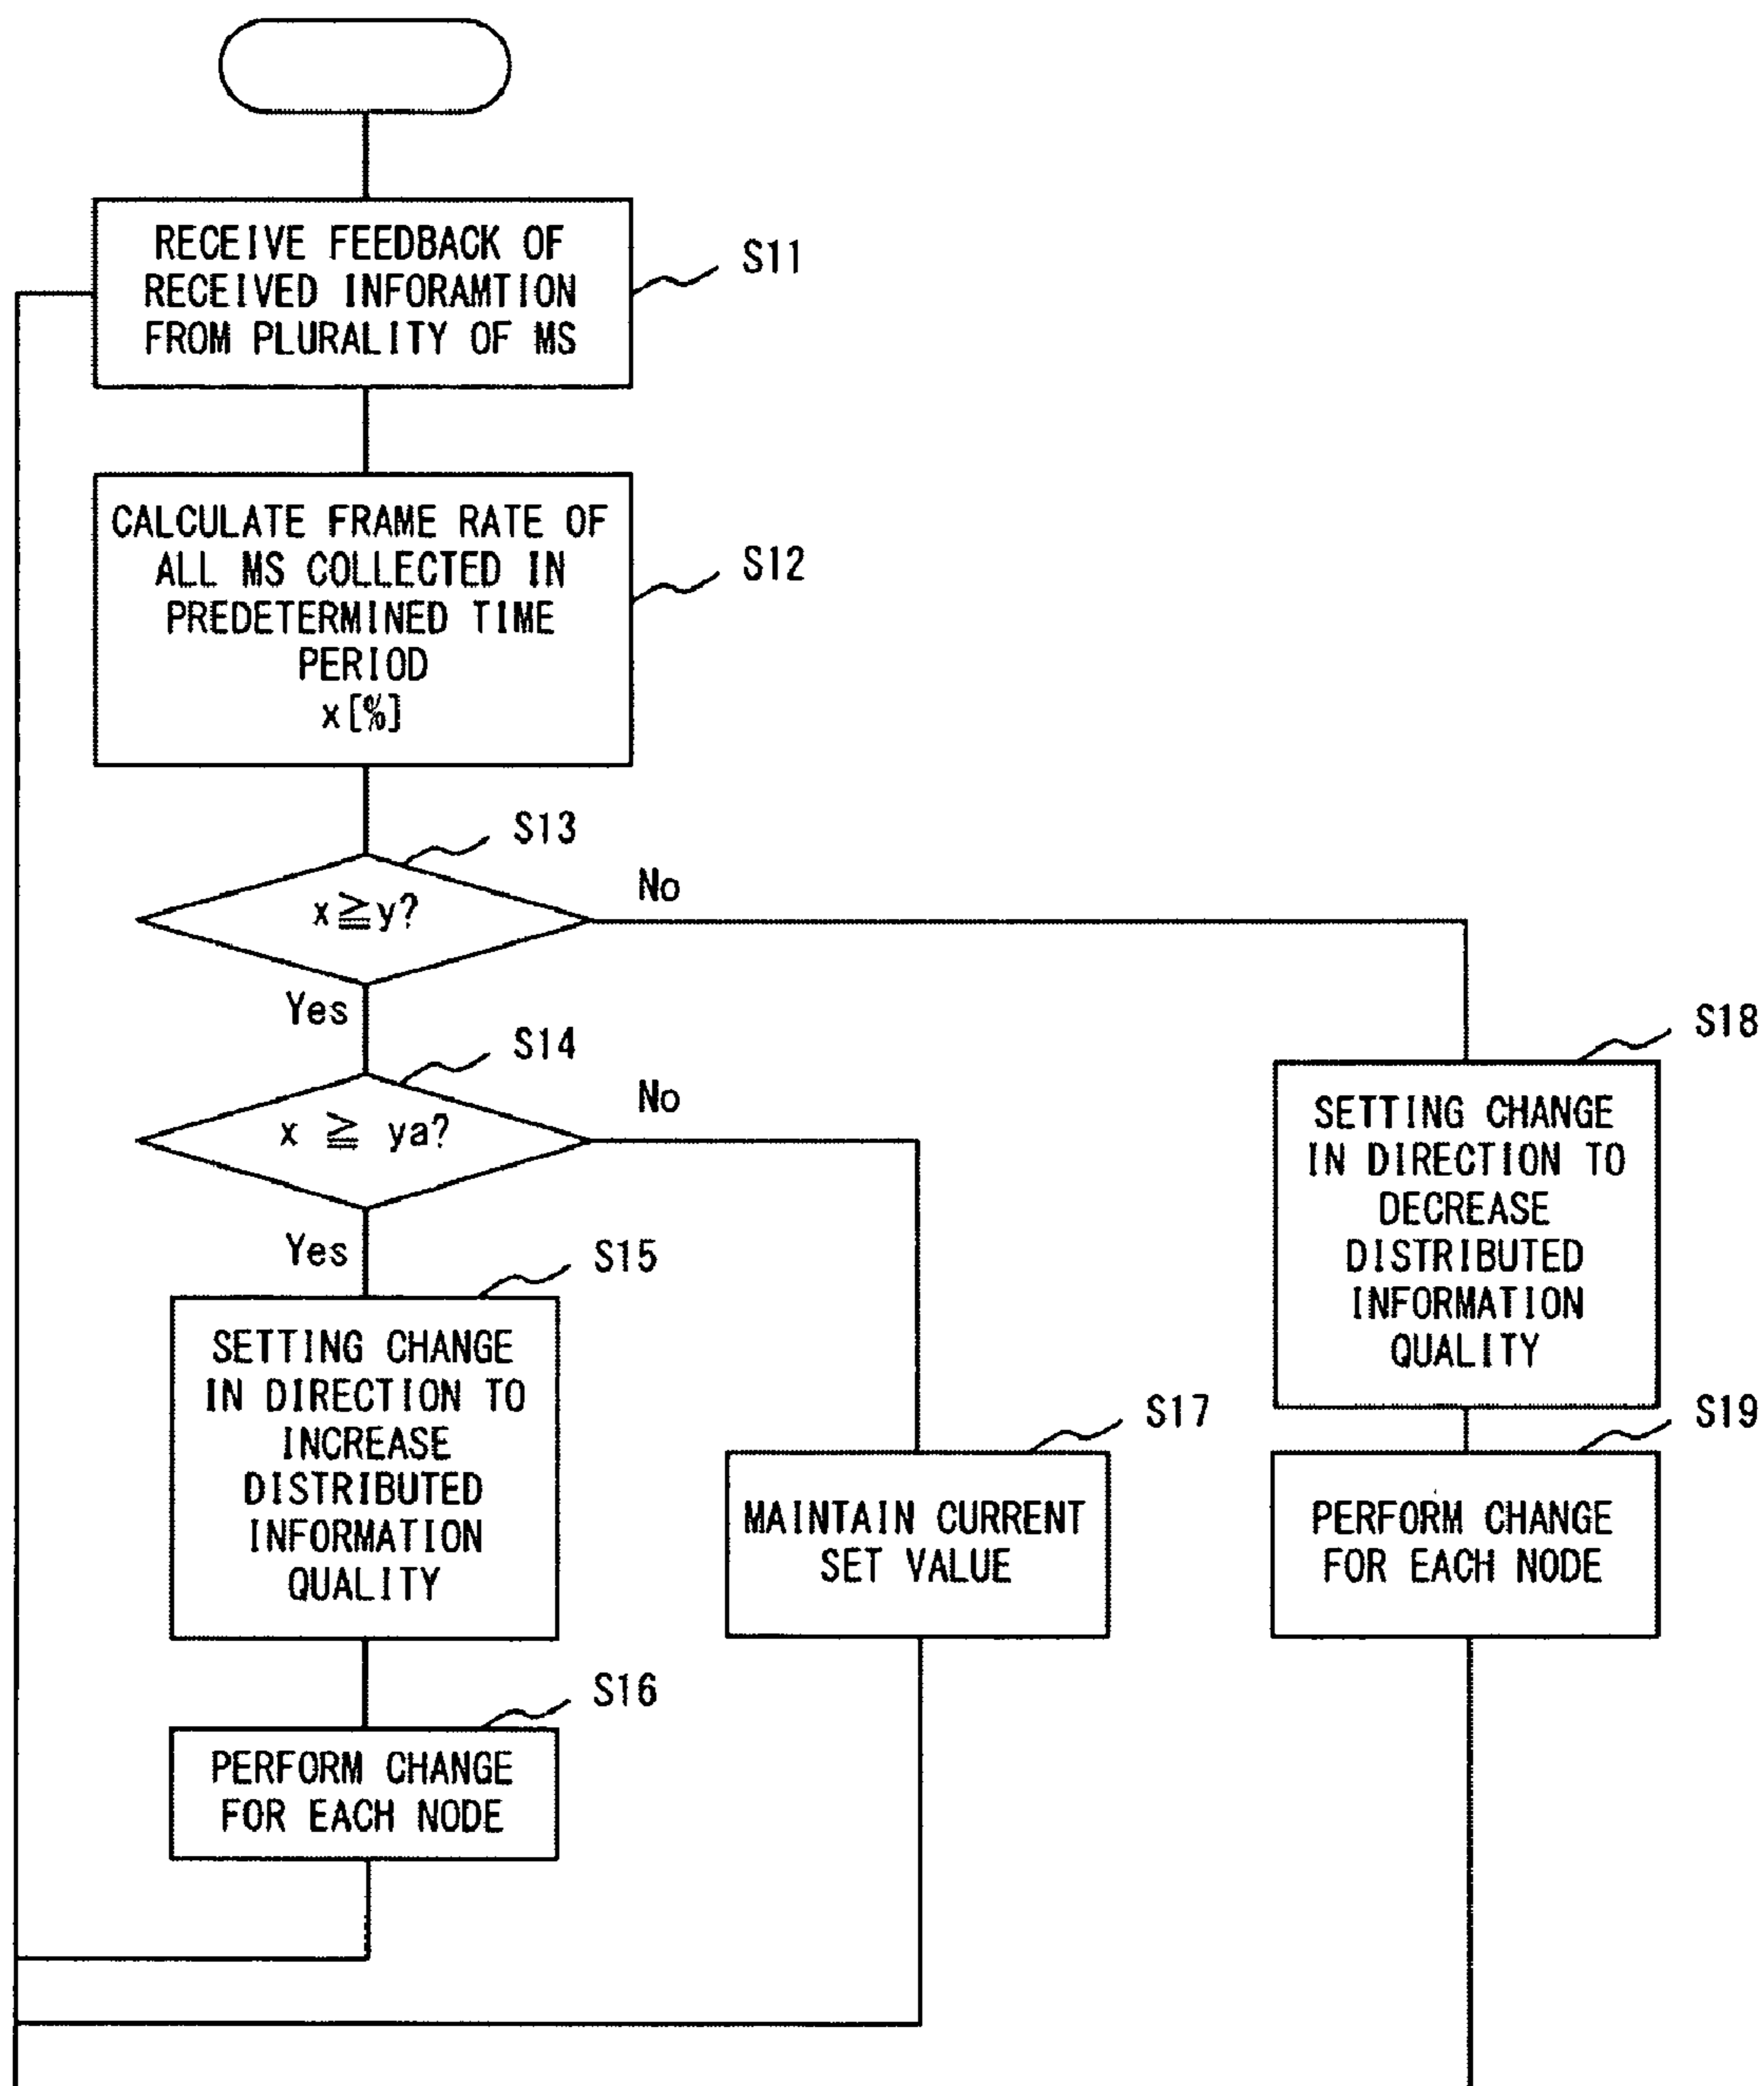 RECEIVE FEEDBACK OF
RECEIVED INFORAMTION
FROM PLURALITY OF MS
S11
CALCULATE FRAME RATE OF
ALL MS COLLECTED IN
PREDETERMINED TIME
PERIOD
x[%]
S12
S13
x≧y?
No
Yes
S14
x ≧ ya?
No
Yes
S15
SETTING CHANGE
IN DIRECTION TO
INCREASE
DISTRIBUTED
INFORMATION
QUALITY
S16
PERFORM CHANGE
FOR EACH NODE
S17
MAINTAIN CURRENT
SET VALUE
S18
SETTING CHANGE
IN DIRECTION TO
DECREASE
DISTRIBUTED
INFORMATION
QUALITY
S19
PERFORM CHANGE
FOR EACH NODE